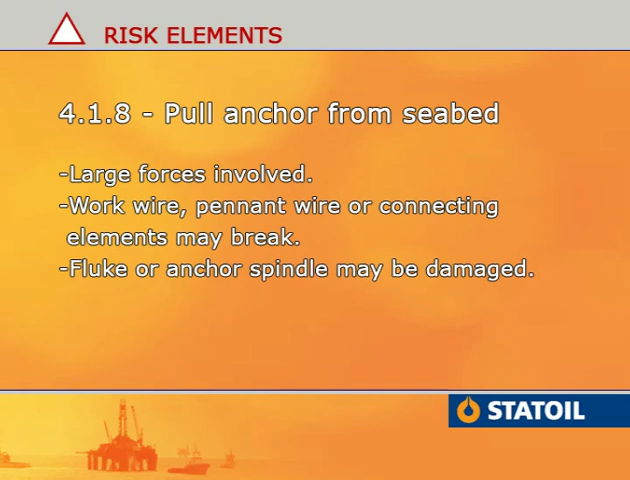 RISK ELEMENTS
4.1.8 - Pull anchor from seabed
-Large forces involved.
-Work wire, pennant wire or connecting
elements may break.
-Fluke or anchor spindle may be damaged.
STATOIL